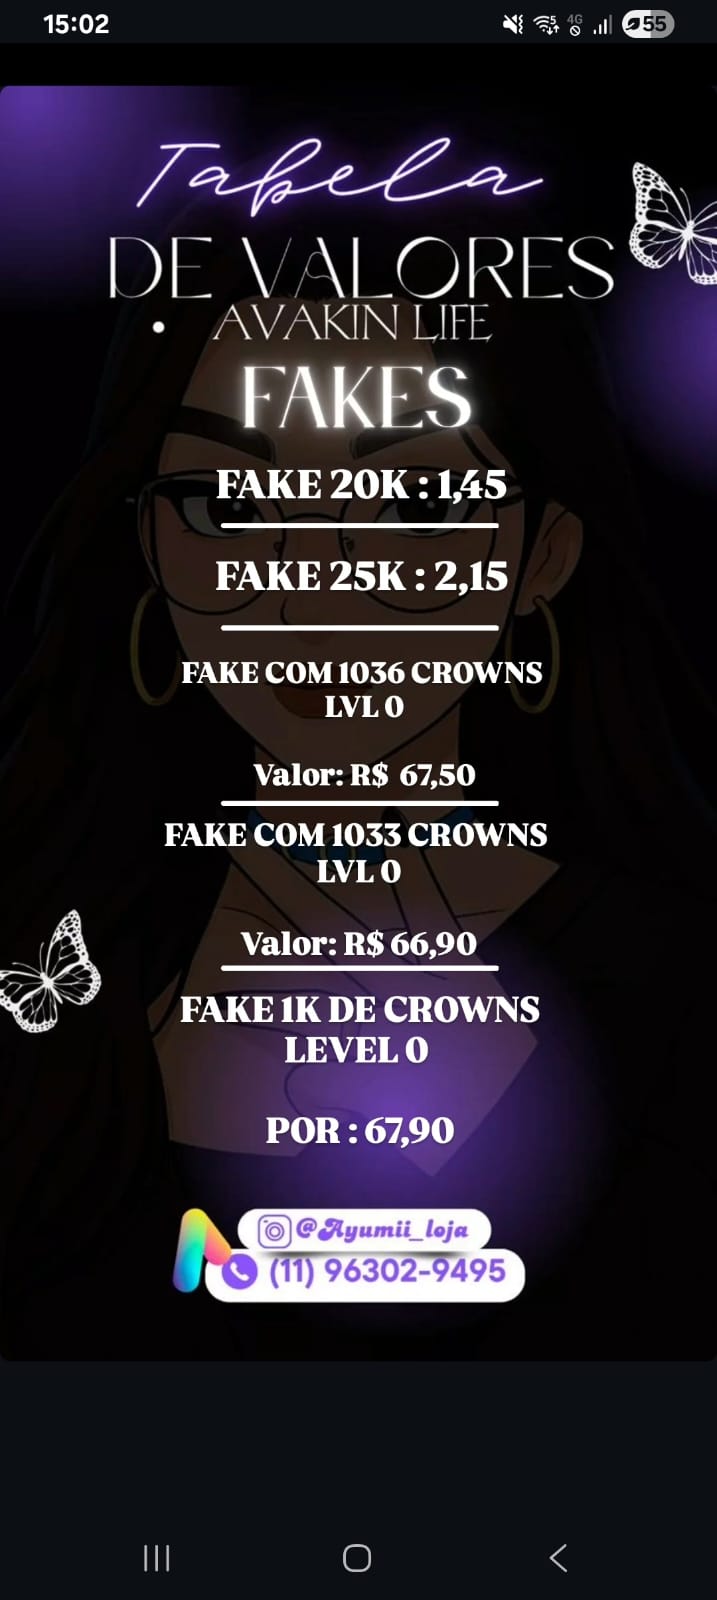 15:02
4G
55
Tabela
DE VALORES
• AVAKIN LIFE
FAKES
FAKE 20K : 1,45
FAKE 25K : 2,15
FAKE COM 1036 CROWNS
LVL 0
Valor: R$ 67,50
FAKE COM 1033 CROWNS
LVL 0
Valor: R$ 66,90
FAKE 1K DE CROWNS
LEVEL 0
POR : 67,90
@Ayumii_loja
(11) 96302-9495